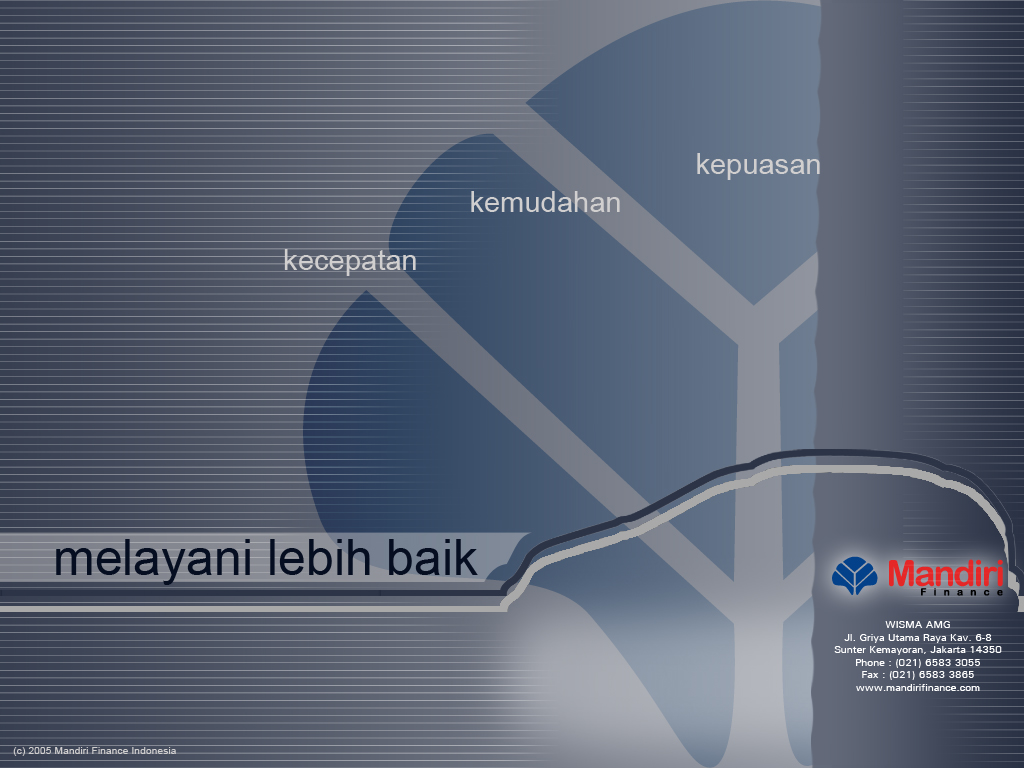 kepuasan
kemudahan
kecepatan
melayani lebih baik
Mandiri
Finance
WISMA AMG
Jl. Griya Utama Raya Kav. 6-8
Sunter Kemayoran, Jakarta 14350
Phone : (021) 6583 3055
Fax : (021) 6583 3865
www.mandirifinance.com
(c) 2005 Mandiri Finance Indonesia